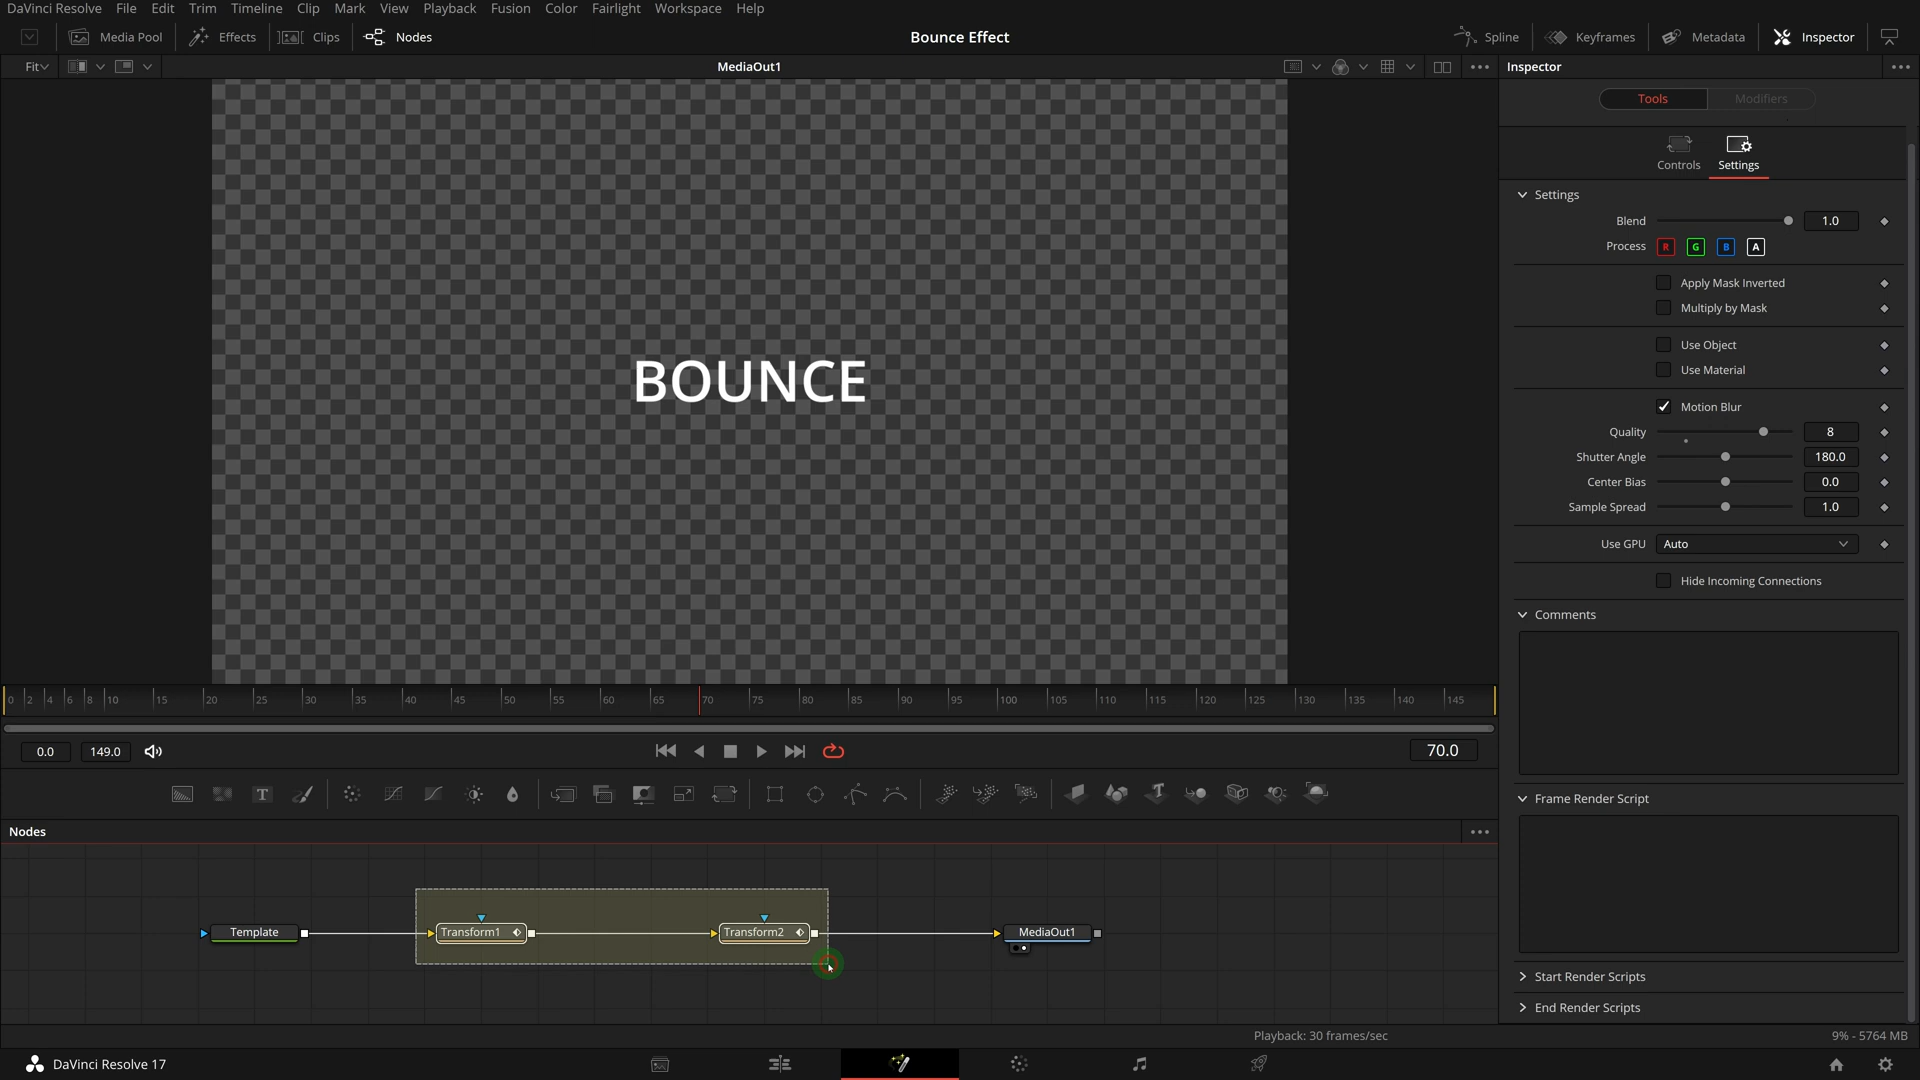 DaVinci Resolve File Edit Trim Timeline Clip Mark View Playback Fusion Color Fairlight Workspace Help
Media Pool Effects Clips Nodes Bounce Effect Spline Keyframes Metadata Inspector
Fit MediaOut1 Inspector
Tools Modifiers
Controls Settings
Settings
Blend 1.0
Process R G B A
Apply Mask Inverted
Multiply by Mask
Use Object
Use Material
BOUNCE
Motion Blur
Quality 8
Shutter Angle 180.0
Center Bias 0.0
Sample Spread 1.0
Use GPU Auto
Hide Incoming Connections
Comments
0 2 4 6 8 10 15 20 25 30 35 40 45 50 55 60 65 70 75 80 85 90 95 100 105 110 115 120 125 130 135 140 145
0.0 149.0 70.0
T
Frame Render Script
Nodes
Template Transform1 Transform2 MediaOut1
Start Render Scripts
End Render Scripts
Playback: 30 frames/sec 9% - 5764 MB
DaVinci Resolve 17